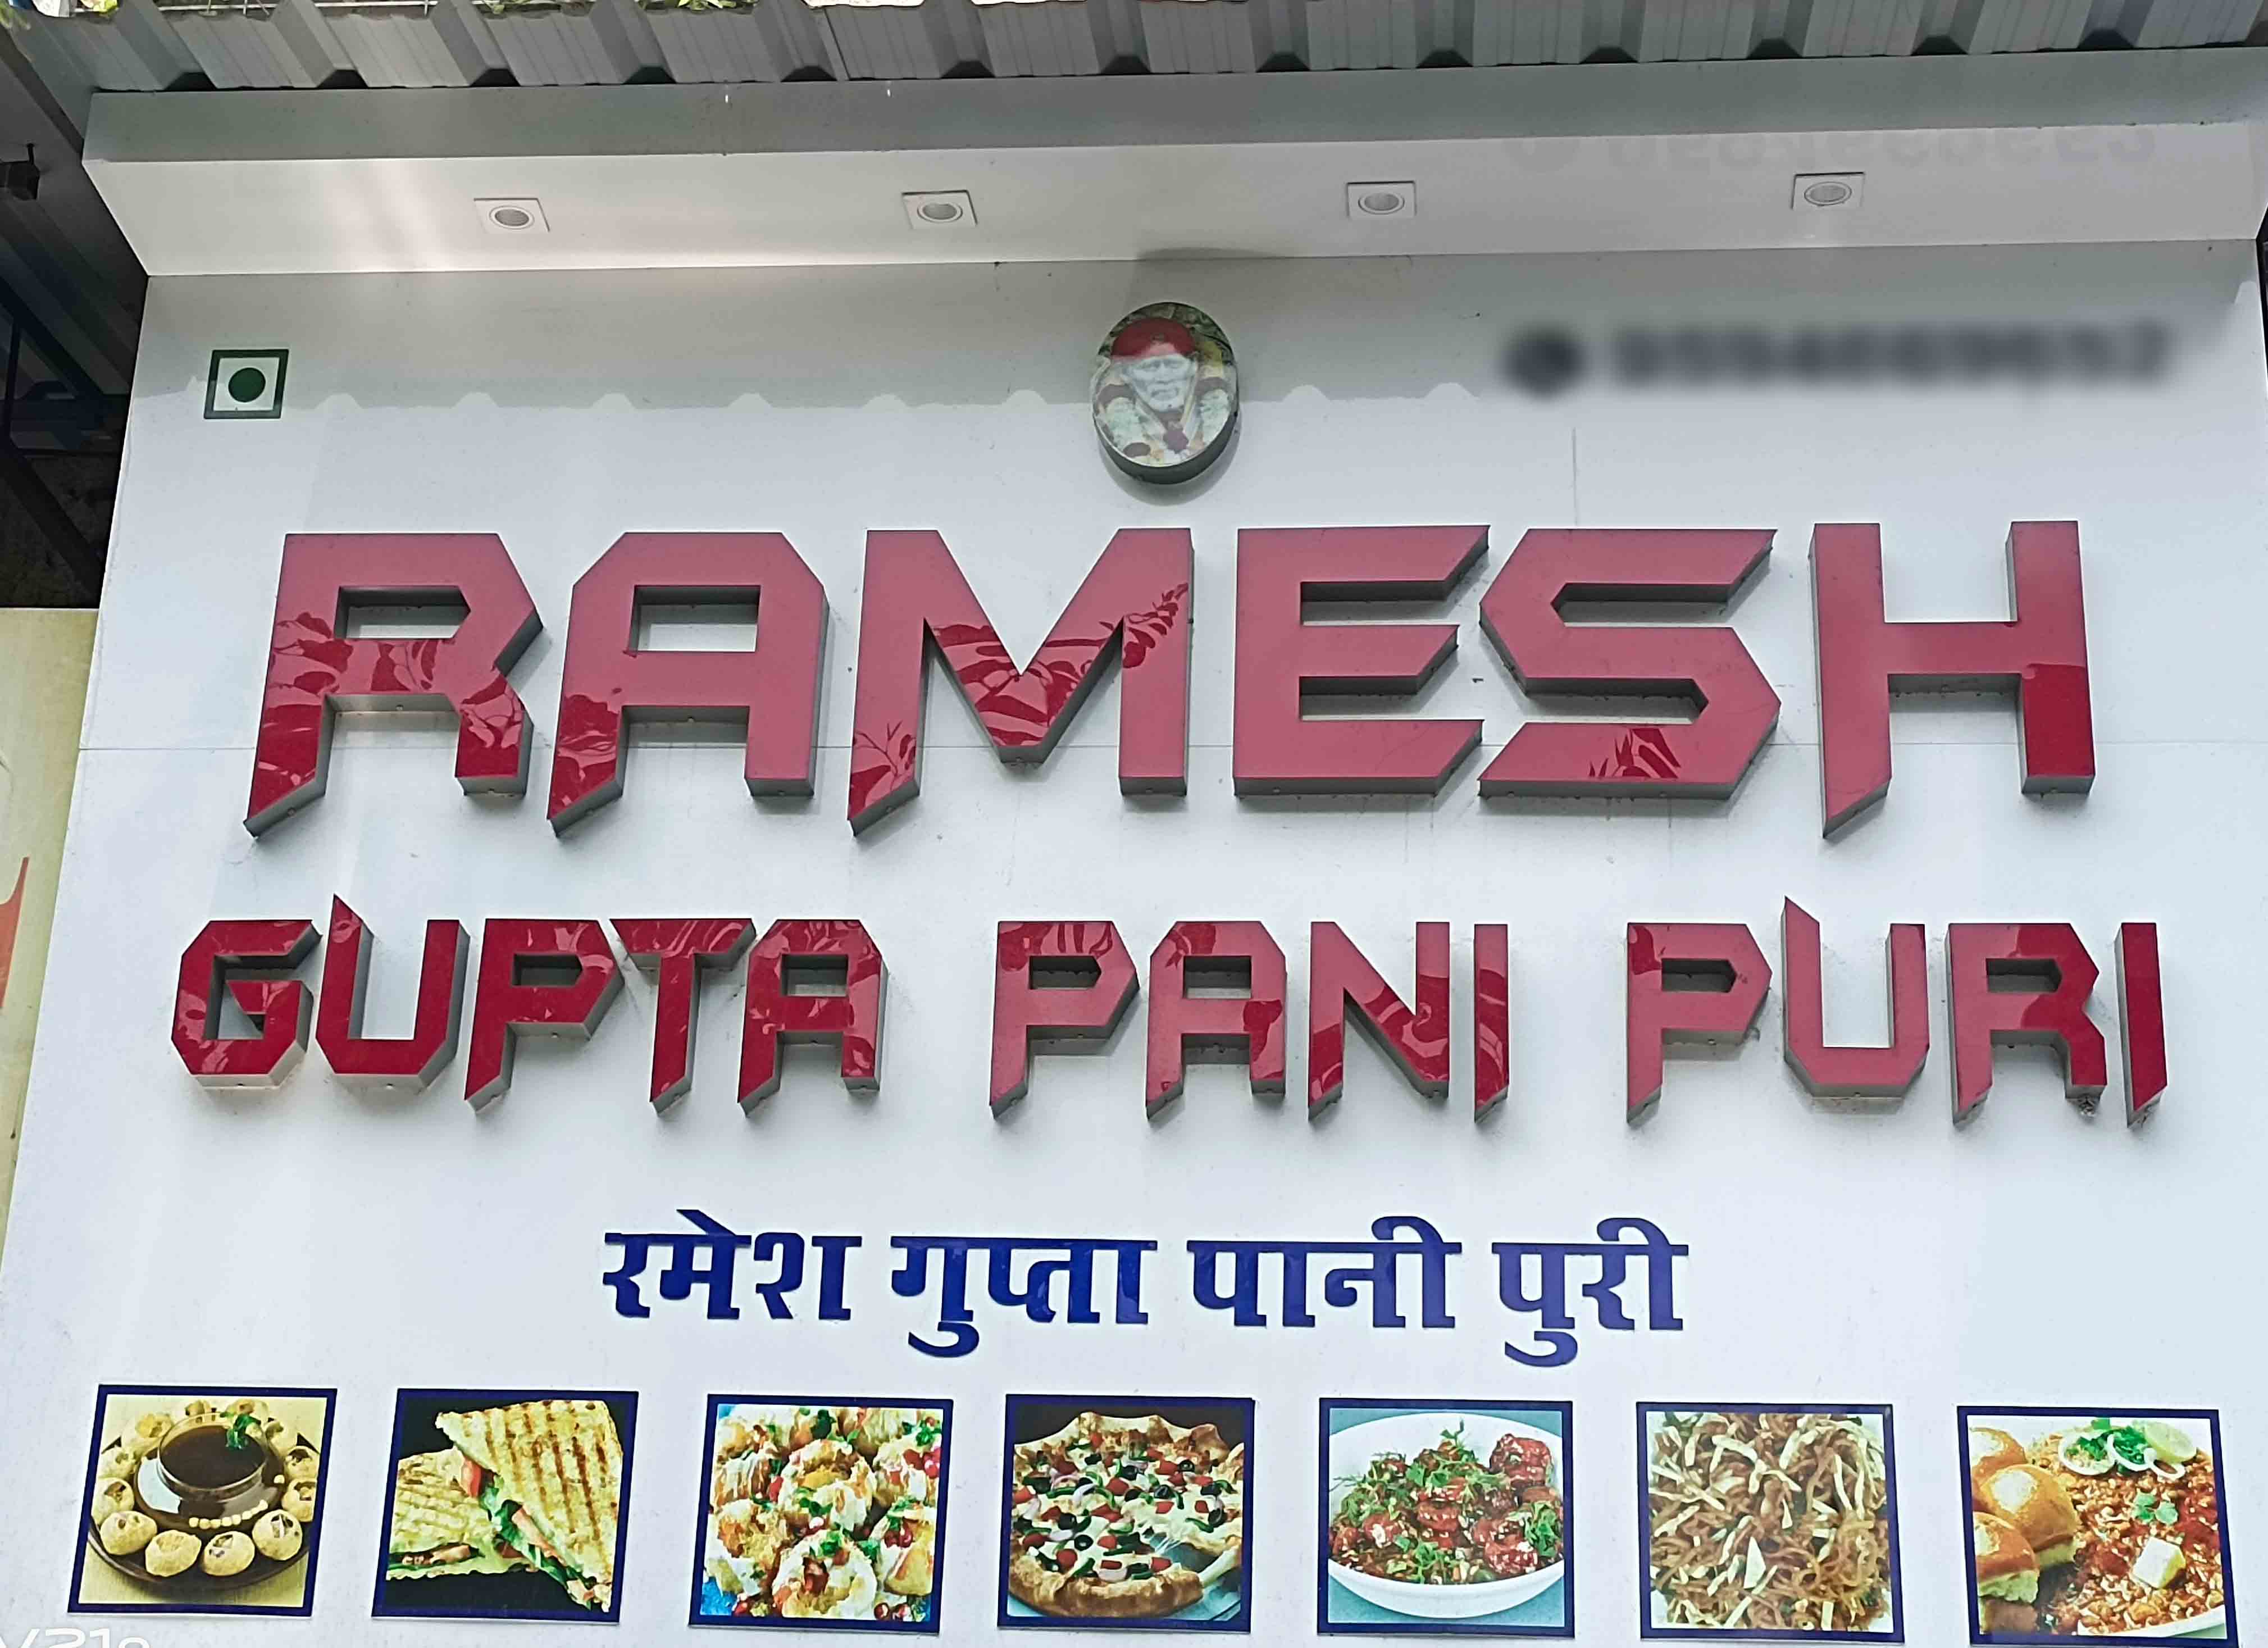 RAMESH
GUPTA PANI PURI
रमेश गुप्ता पानी पुरी